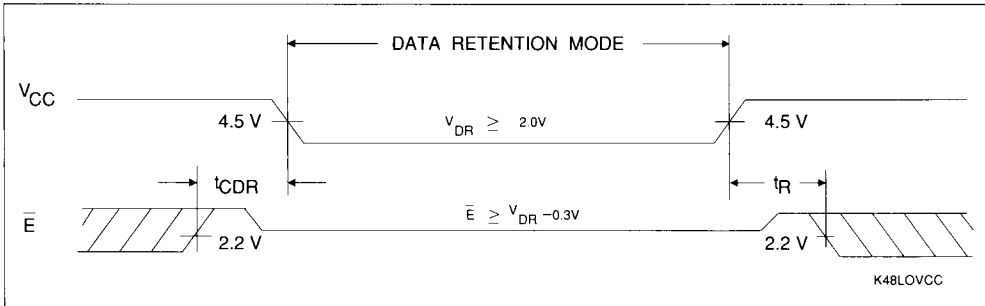 DATA RETENTION MODE
VCC
4.5 V
VDR ≥ 2.0V
4.5 V
tCDR
tR
Ē
Ē ≥ VDR -0.3V
2.2 V
2.2 V
K48LOVCC